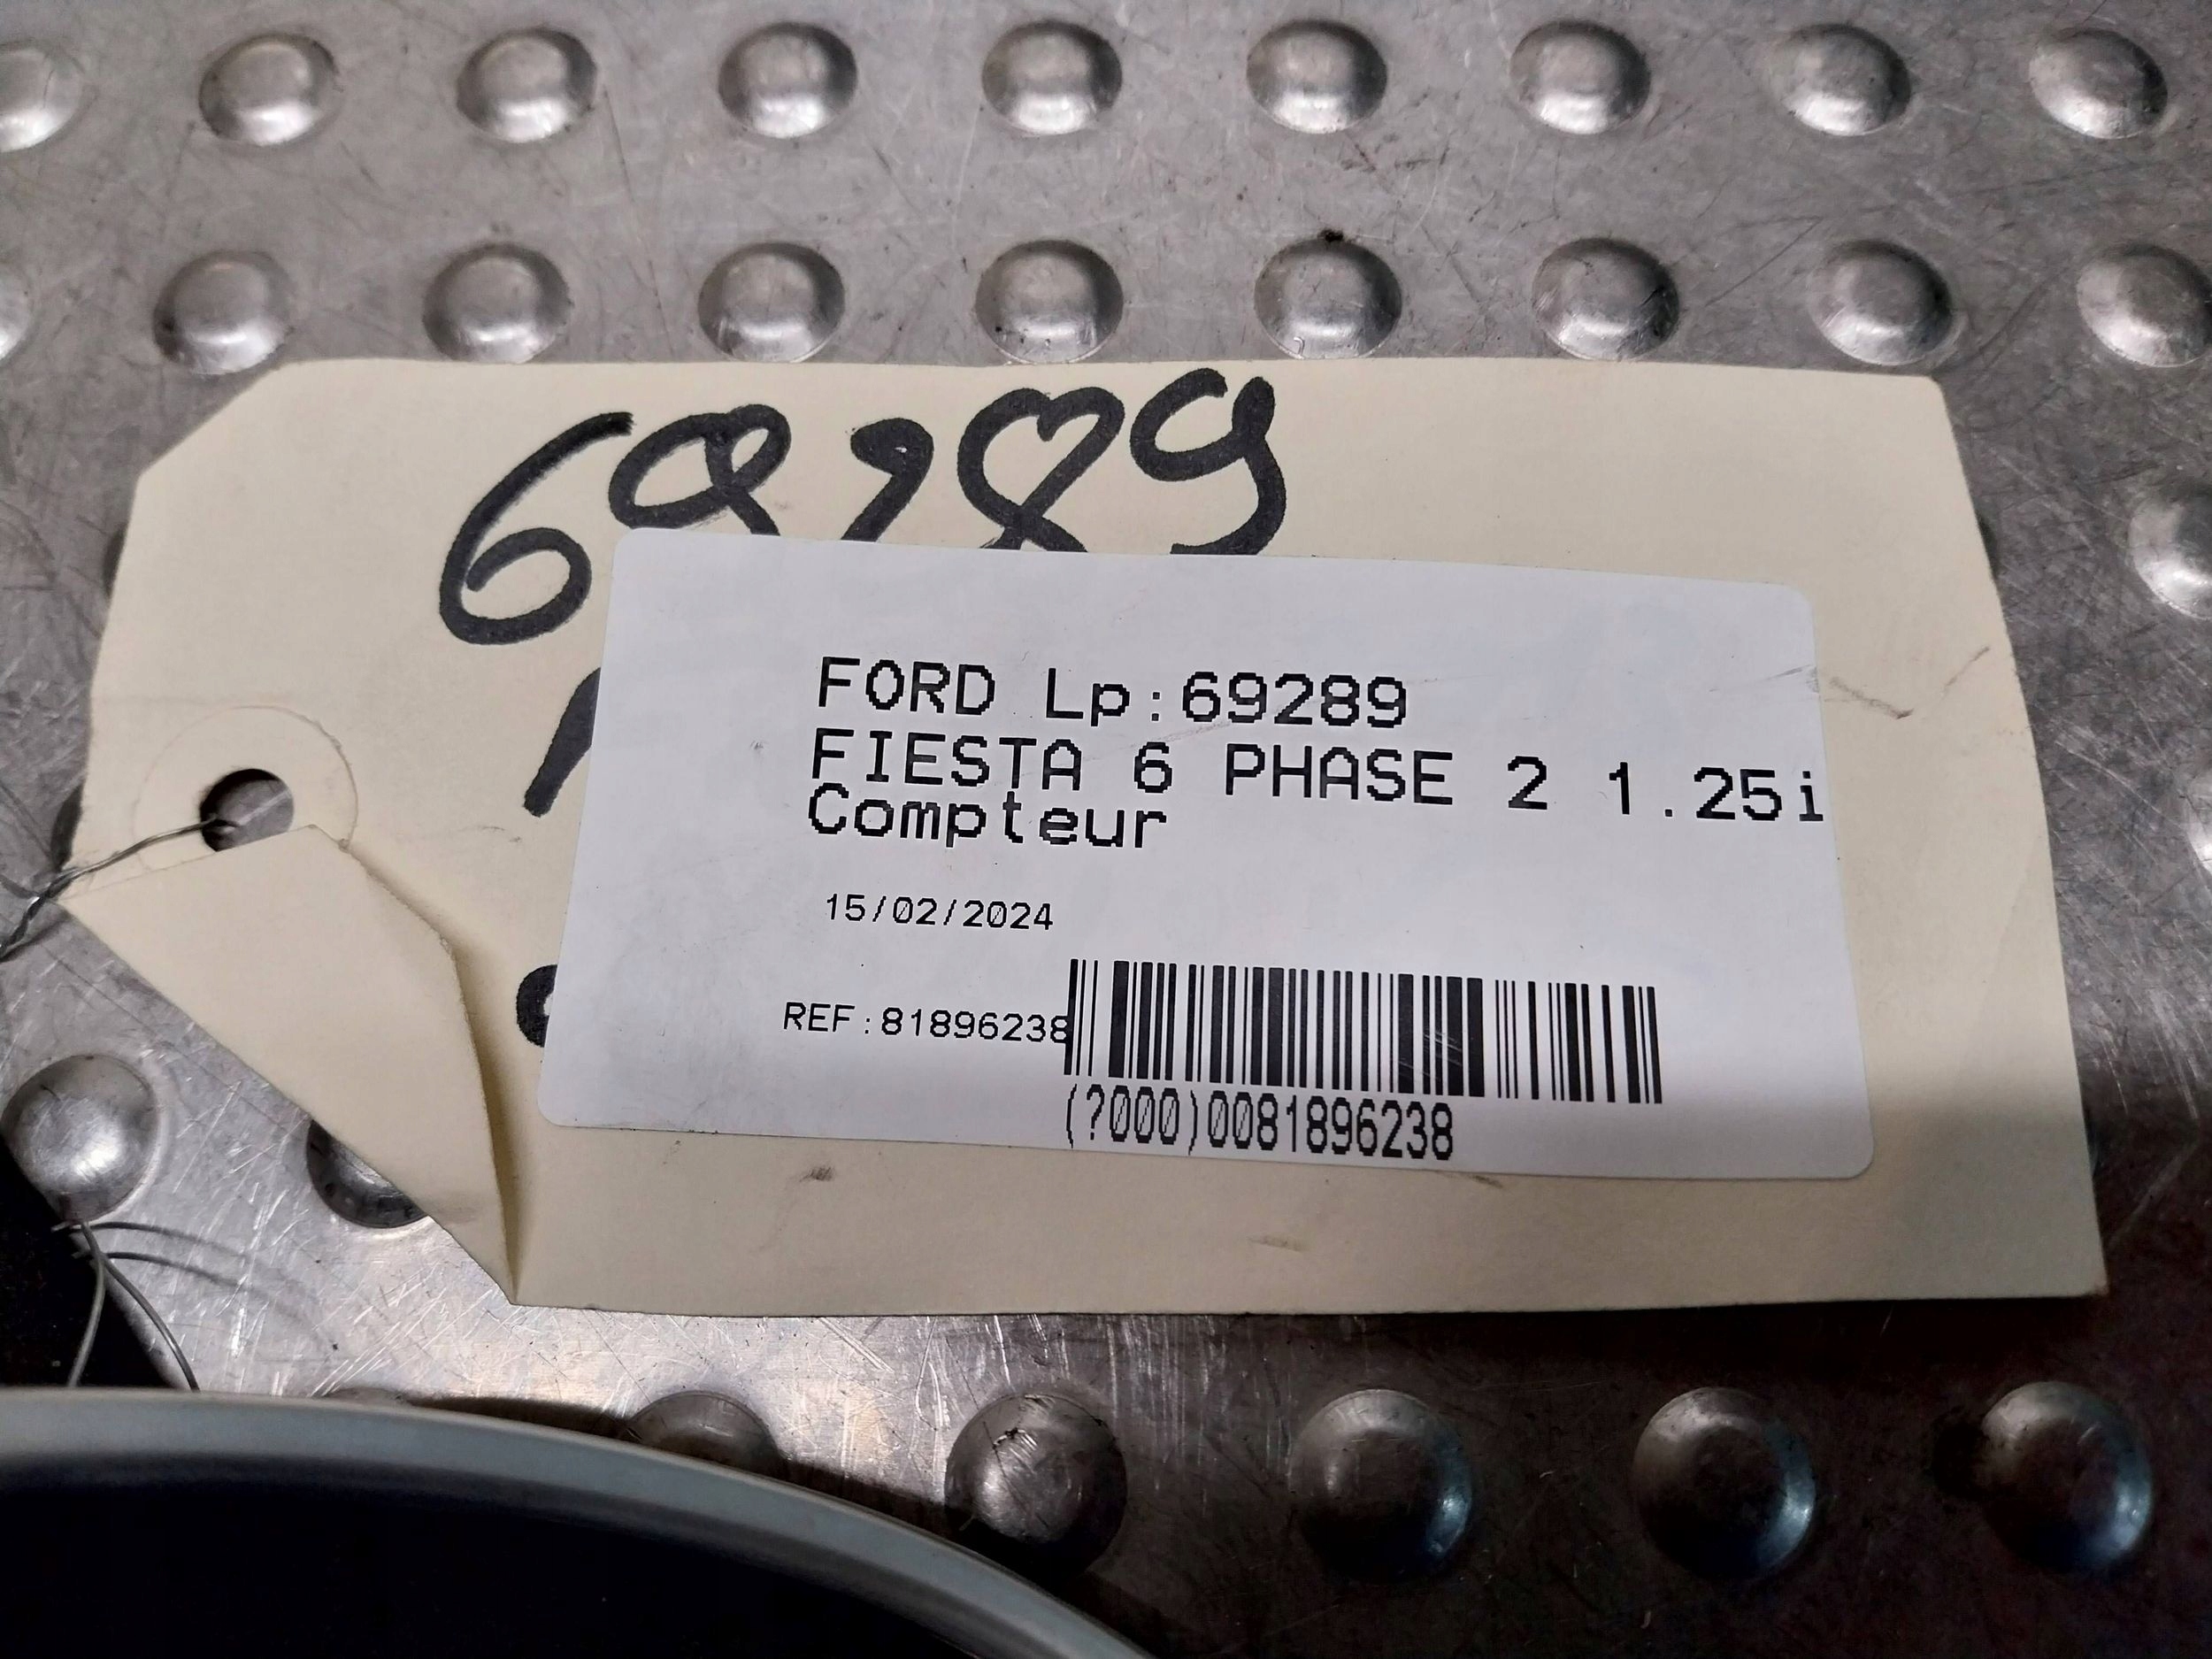 69289
FORD Lp:69289
FIESTA 6 PHASE 2 1.25i
Compteur
15/02/2024
REF:81896238
(?000)0081896238